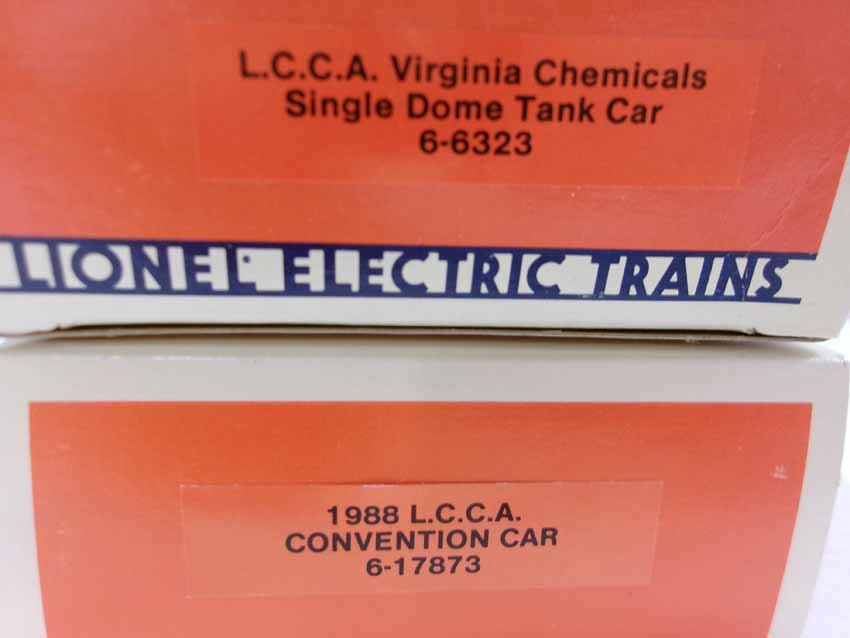 L.C.C.A. Virginia Chemicals
Single Dome Tank Car
6-6323
LIONEL ELECTRIC TRAINS
1988 L.C.C.A.
CONVENTION CAR
6-17873